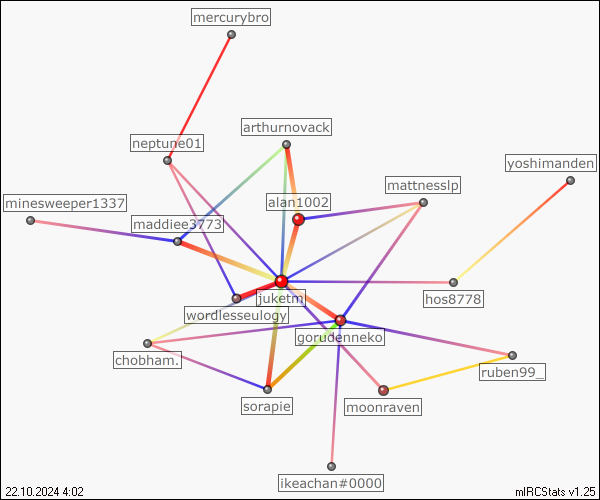 mercurybro
arthurnovack
neptune01
yoshimanden
mattnesslp
minesweeper1337
alan1002
maddiee3773
juketm
hos8778
wordlesseulogy
gorudenneko
chobham.
ruben99_
sorapie
moonraven
ikeachan#0000
22.10.2024 4:02
mIRCStats v1.25